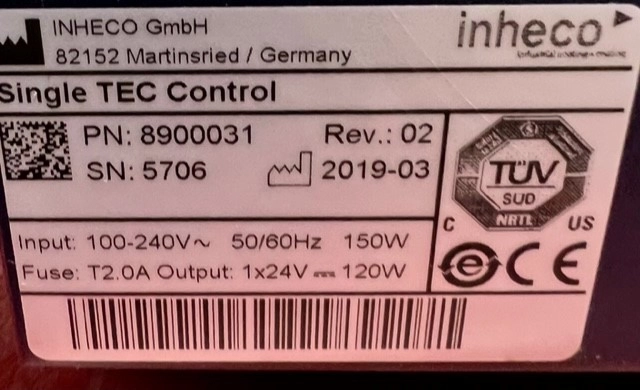 INHECO GmbH
82152 Martinsried / Germany
inheco
Single TEC Control
PN: 8900031 Rev.: 02
SN: 5706 2019-03
TÜV
SÜD
NRTL
C US
Input: 100-240V~ 50/60Hz 150W
Fuse: T2.0A Output: 1x24V ⎓ 120W
e CE